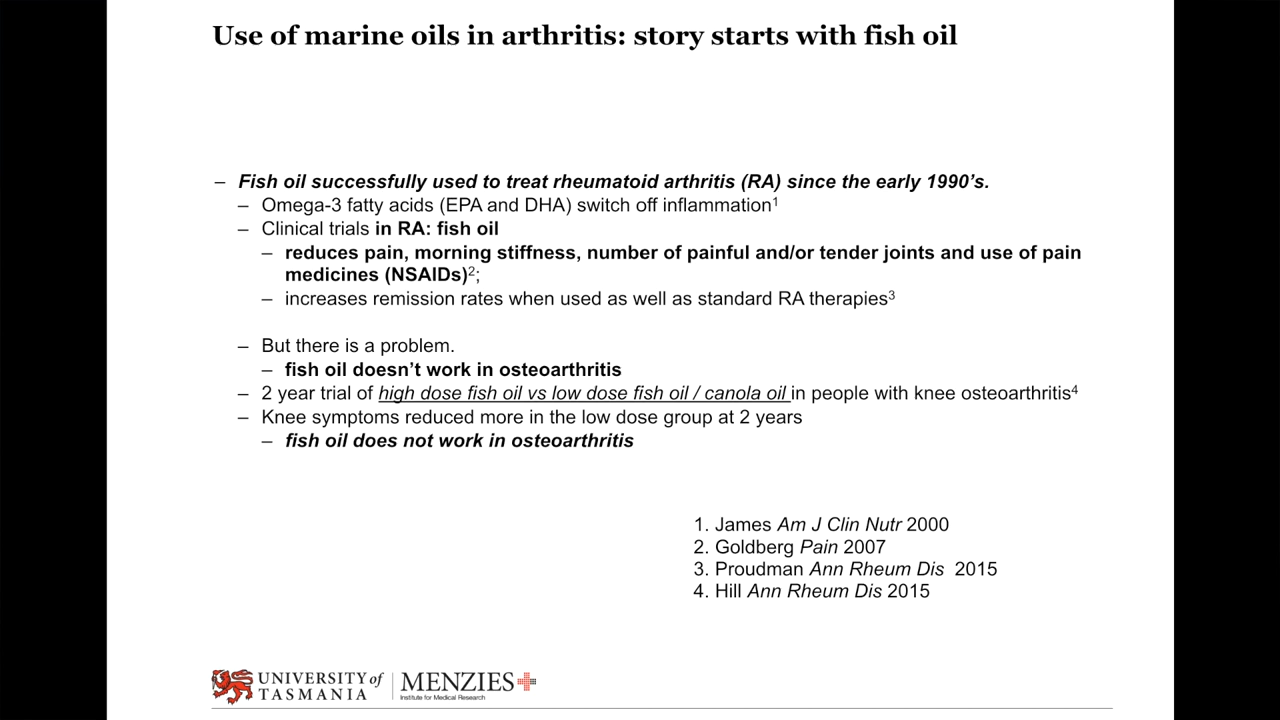 Use of marine oils in arthritis: story starts with fish oil
– Fish oil successfully used to treat rheumatoid arthritis (RA) since the early 1990’s.
– Omega-3 fatty acids (EPA and DHA) switch off inflammation1
– Clinical trials in RA: fish oil
– reduces pain, morning stiffness, number of painful and/or tender joints and use of pain
medicines (NSAIDs)2;
– increases remission rates when used as well as standard RA therapies3
– But there is a problem.
– fish oil doesn’t work in osteoarthritis
– 2 year trial of high dose fish oil vs low dose fish oil / canola oil in people with knee osteoarthritis4
– Knee symptoms reduced more in the low dose group at 2 years
– fish oil does not work in osteoarthritis
1. James Am J Clin Nutr 2000
2. Goldberg Pain 2007
3. Proudman Ann Rheum Dis 2015
4. Hill Ann Rheum Dis 2015
UNIVERSITY of
TASMANIA
MENZIES
Institute for Medical Research